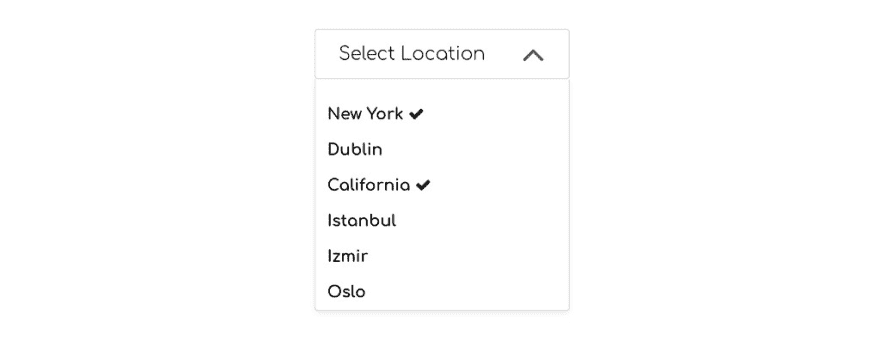 Select Location
New York
Dublin
California
Istanbul
Izmir
Oslo